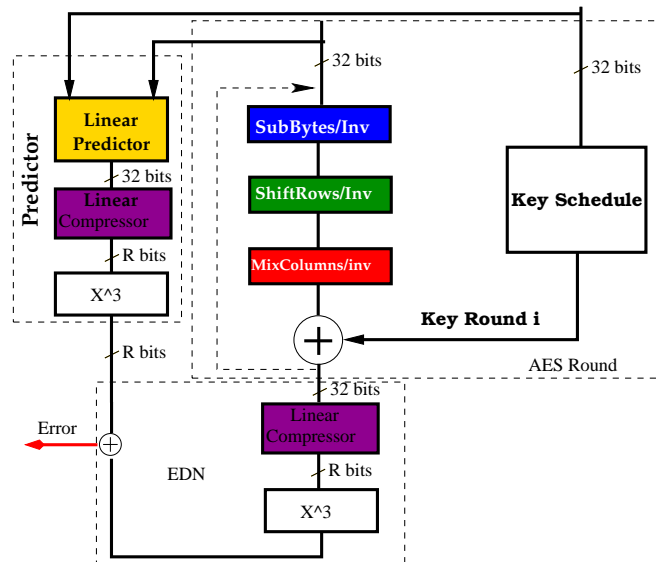 32 bits
32 bits
Linear
Predictor
SubBytes/Inv
Predictor
32 bits
Linear
Compressor
ShiftRows/Inv
Key Schedule
R bits
MixColumns/inv
X^3
Key Round i
+
R bits
AES Round
32 bits
Linear
Compressor
Error
+
EDN
R bits
X^3